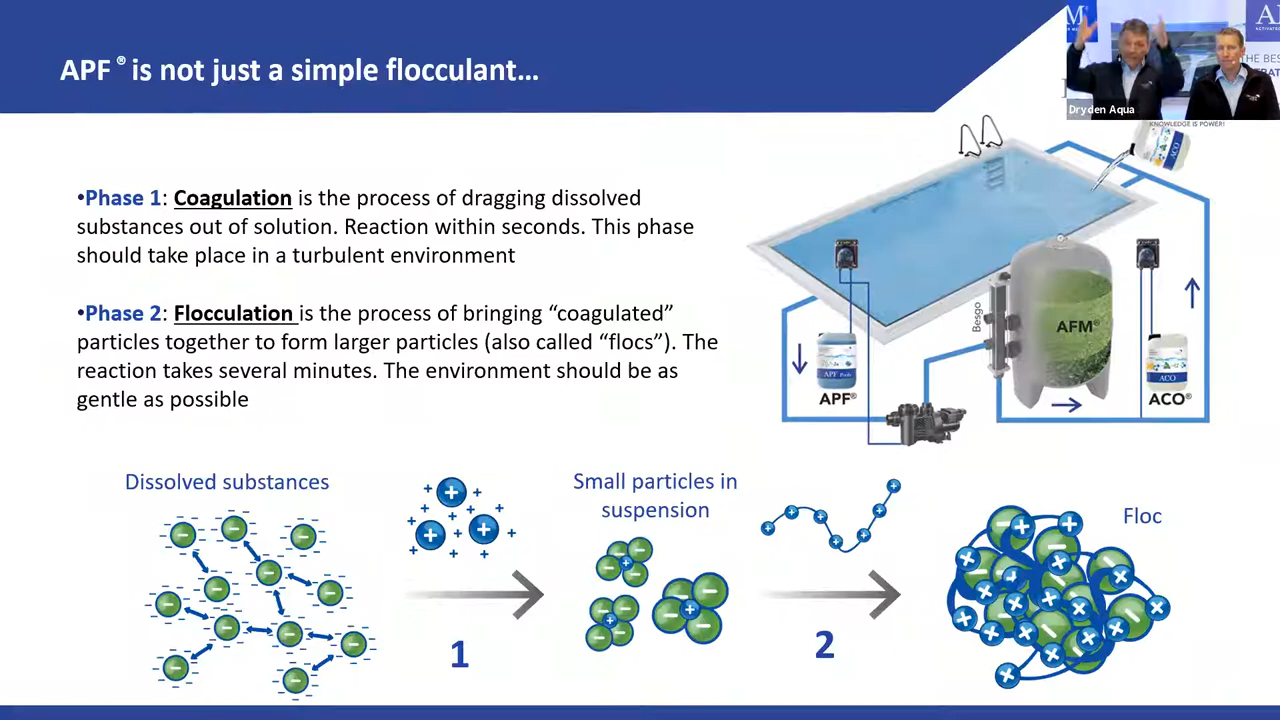 APF® is not just a simple flocculant...
Dryden Aqua
KNOWLEDGE IS POWER!
•Phase 1: Coagulation is the process of dragging dissolved
substances out of solution. Reaction within seconds. This phase
should take place in a turbulent environment
•Phase 2: Flocculation is the process of bringing “coagulated”
particles together to form larger particles (also called “flocs”). The
reaction takes several minutes. The environment should be as
gentle as possible
ACO
Besgo
AFM®
APF
APF®
ACO
ACO®
Dissolved substances
Small particles in
suspension
Floc
1
2